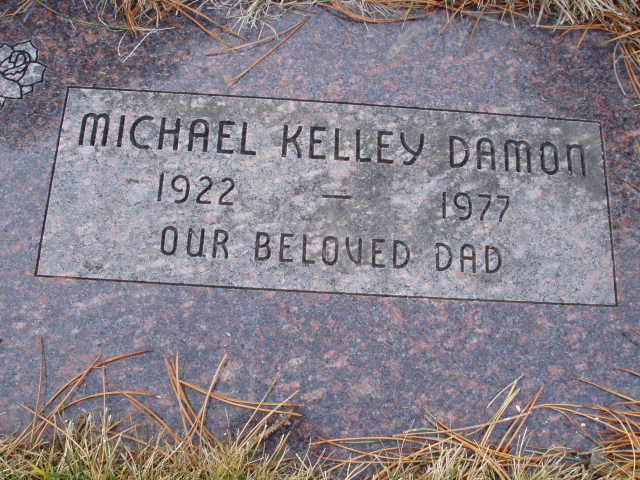 MICHAEL KELLEY DAMON
1922 — 1977
OUR BELOVED DAD